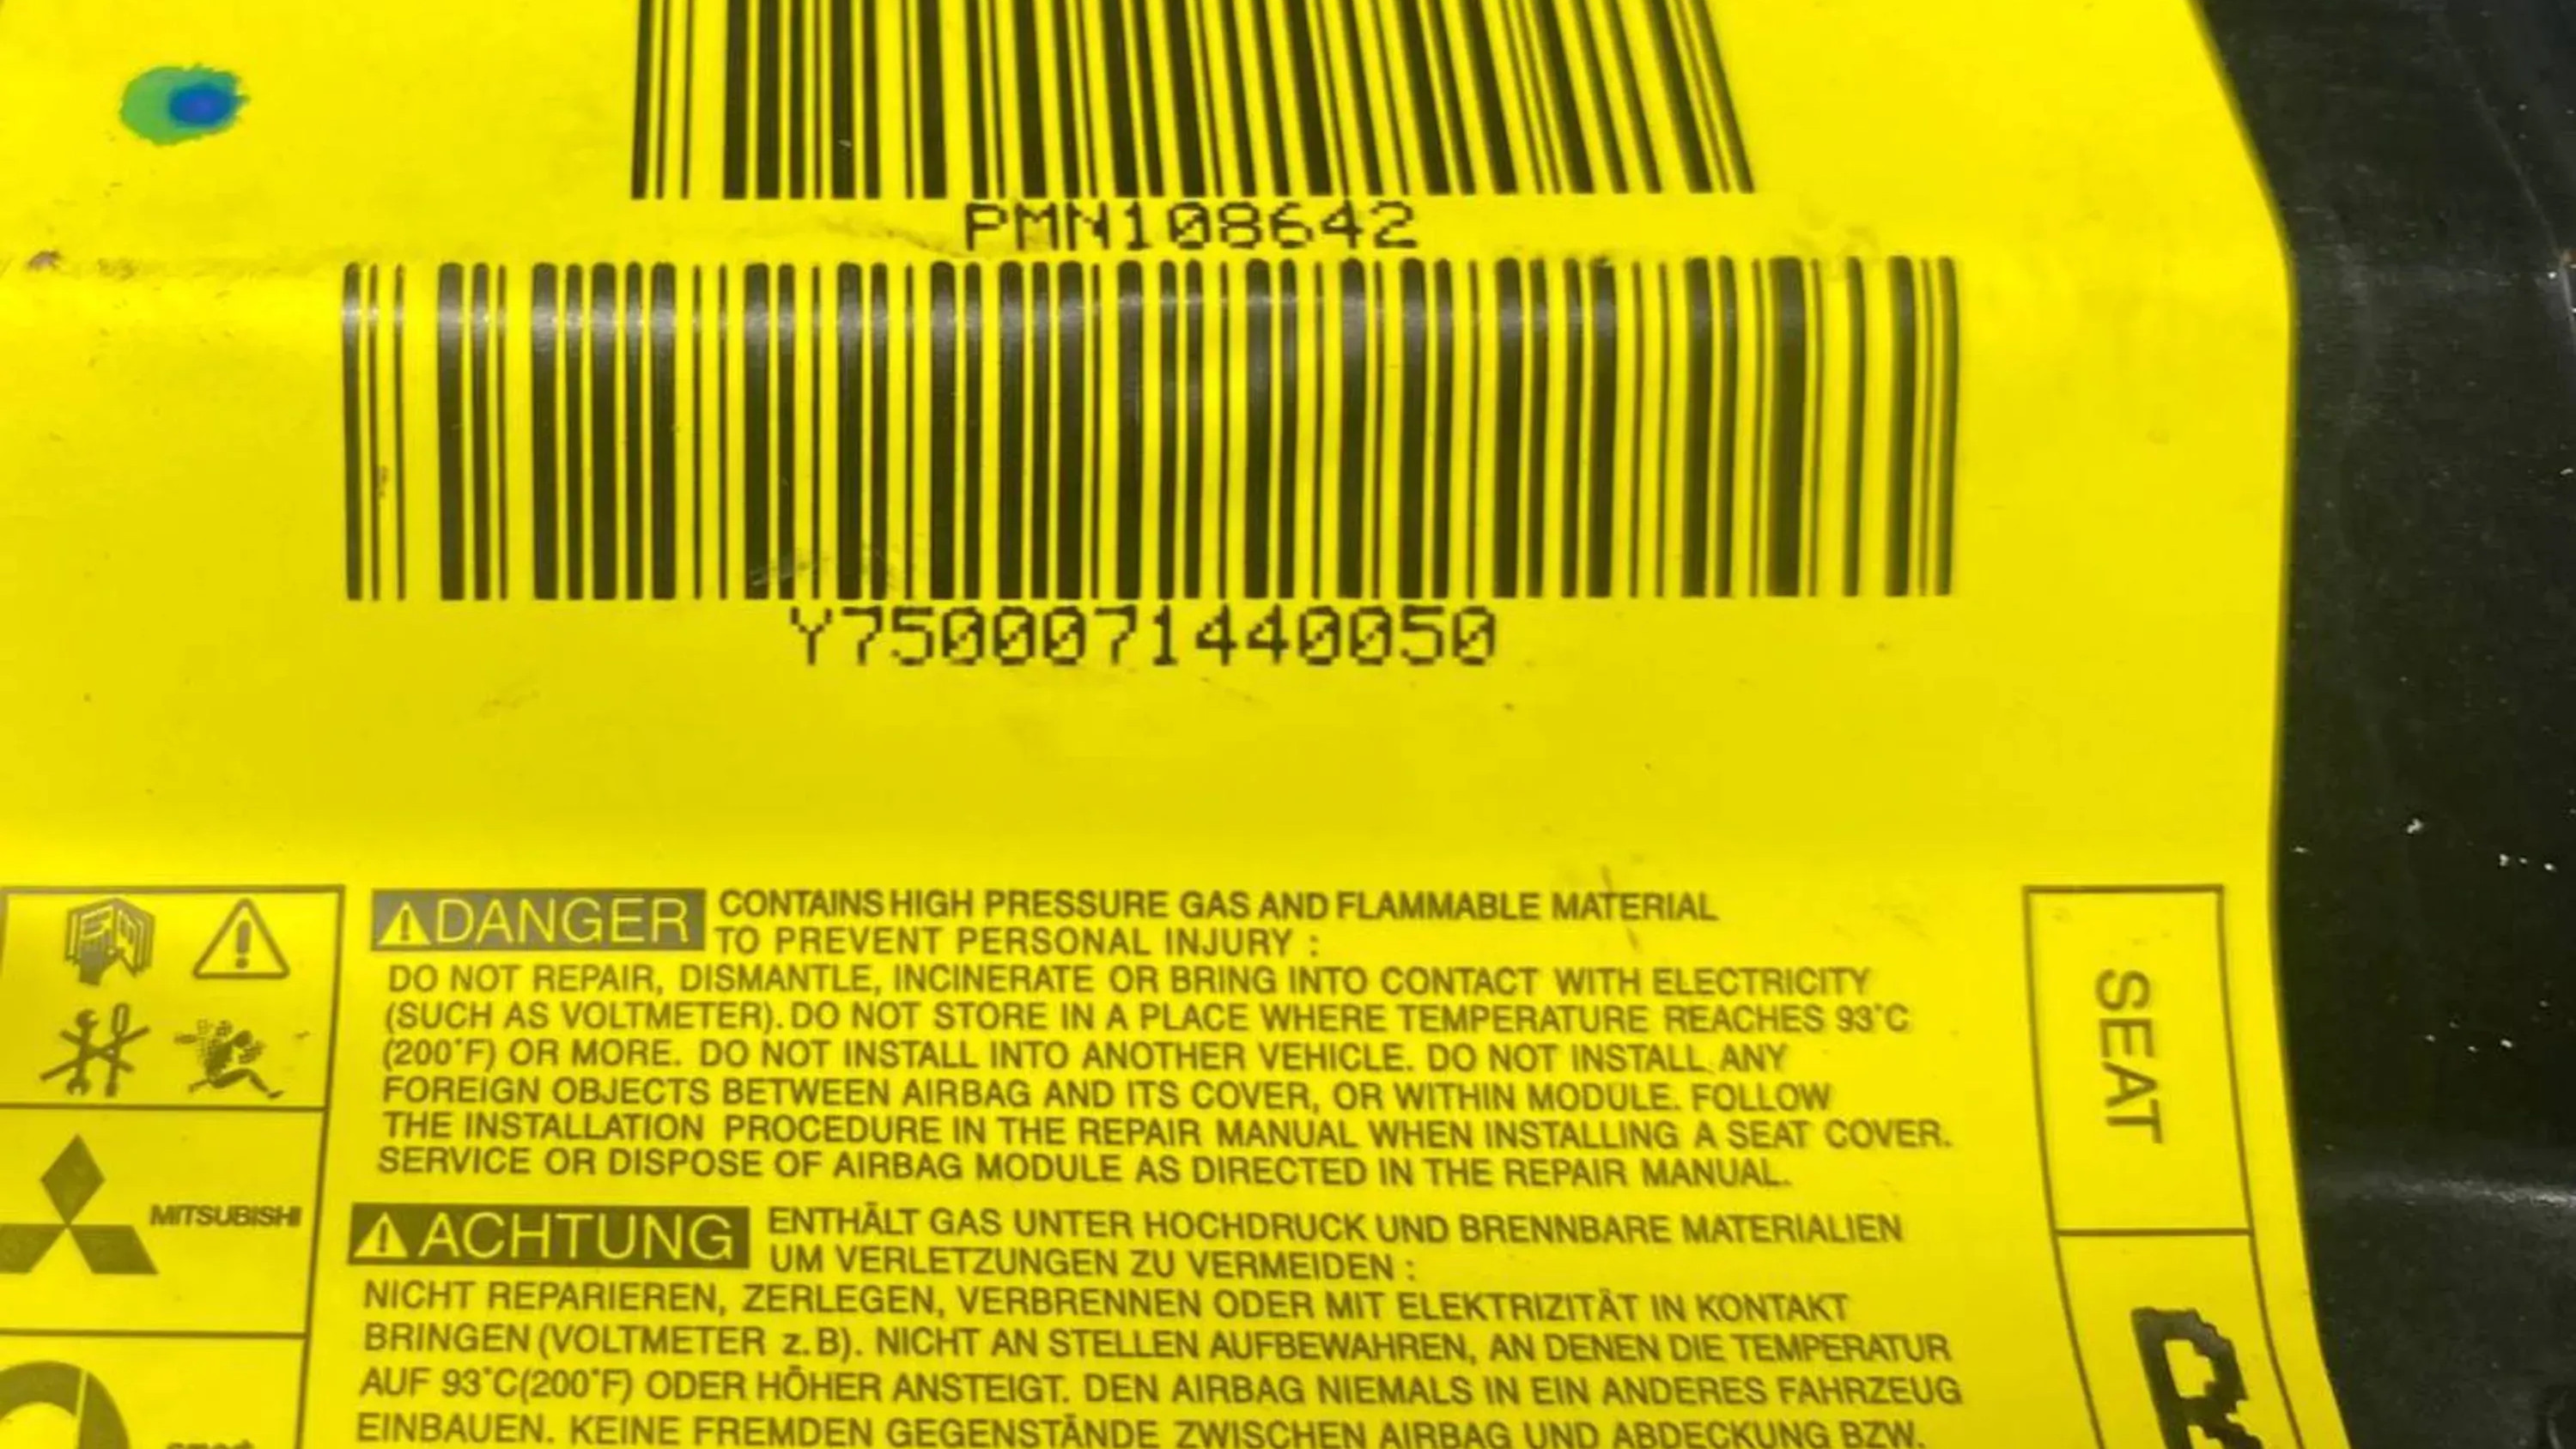 PMN108642
Y7500071440050
DANGER CONTAINS HIGH PRESSURE GAS AND FLAMMABLE MATERIAL
TO PREVENT PERSONAL INJURY :
DO NOT REPAIR, DISMANTLE, INCINERATE OR BRING INTO CONTACT WITH ELECTRICITY
(SUCH AS VOLTMETER). DO NOT STORE IN A PLACE WHERE TEMPERATURE REACHES 93°C
(200°F) OR MORE. DO NOT INSTALL INTO ANOTHER VEHICLE. DO NOT INSTALL ANY
FOREIGN OBJECTS BETWEEN AIRBAG AND ITS COVER, OR WITHIN MODULE. FOLLOW
THE INSTALLATION PROCEDURE IN THE REPAIR MANUAL WHEN INSTALLING A SEAT COVER.
SERVICE OR DISPOSE OF AIRBAG MODULE AS DIRECTED IN THE REPAIR MANUAL.
MITSUBISHI
ACHTUNG ENTHÄLT GAS UNTER HOCHDRUCK UND BRENNBARE MATERIALIEN
UM VERLETZUNGEN ZU VERMEIDEN :
NICHT REPARIEREN, ZERLEGEN, VERBRENNEN ODER MIT ELEKTRIZITÄT IN KONTAKT
BRINGEN (VOLTMETER z.B). NICHT AN STELLEN AUFBEWAHREN, AN DENEN DIE TEMPERATUR
AUF 93°C(200°F) ODER HÖHER ANSTEIGT. DEN AIRBAG NIEMALS IN EIN ANDERES FAHRZEUG
EINBAUEN. KEINE FREMDEN GEGENSTÄNDE ZWISCHEN AIRBAG UND ABDECKUNG BZW.
SEAT
R